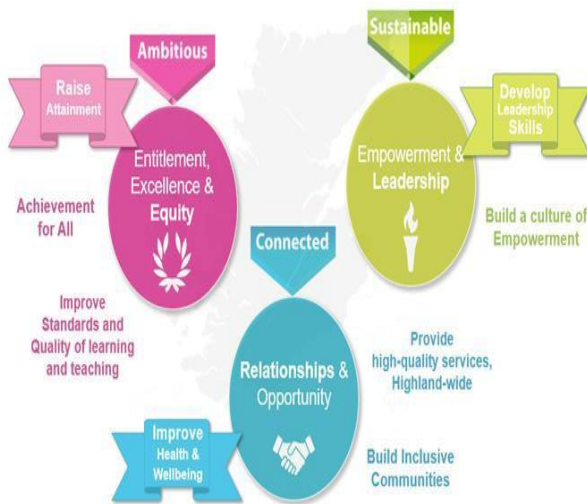 Ambitious
Raise
Attainment
Entitlement,
Excellence &
Equity
Achievement
for All
Improve
Standards and
Quality of learning
and teaching
Sustainable
Develop
Leadership
Skills
Empowerment &
Leadership
Build a culture of
Empowerment
Connected
Relationships &
Opportunity
Improve
Health &
Wellbeing
Provide
high-quality services,
Highland-wide
Build Inclusive
Communities